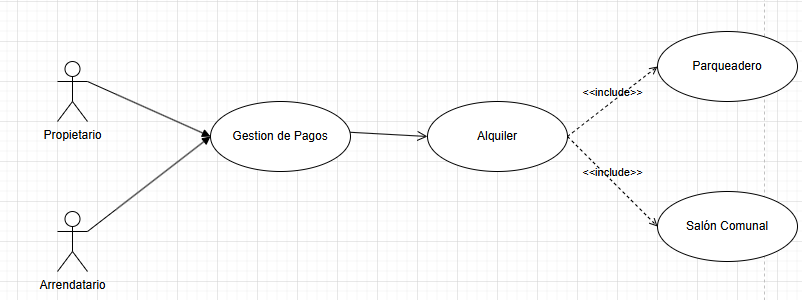 Propietario
Arrendatario
Gestion de Pagos
Alquiler
<<include>>
<<include>>
Parqueadero
Salón Comunal